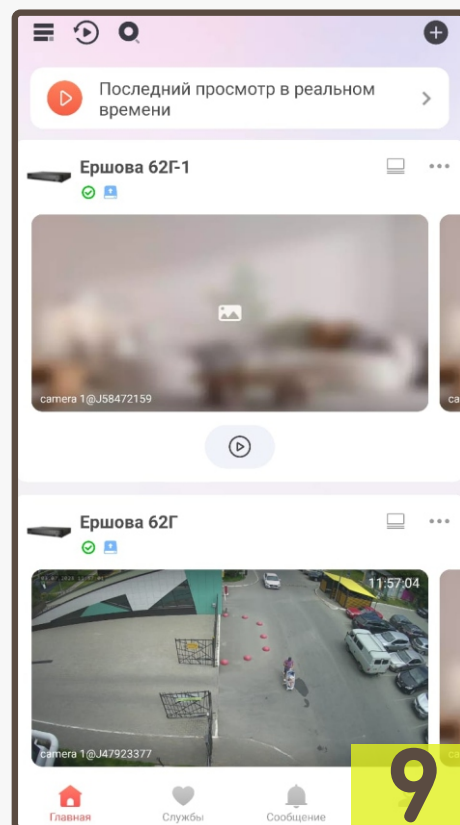 Последний просмотр в реальном
времени
Ершова 62Г-1
camera 1@J58472159
ca
Ершова 62Г
11:57:04
camera 1@J47923377
Главная
Службы
Сообщение
9